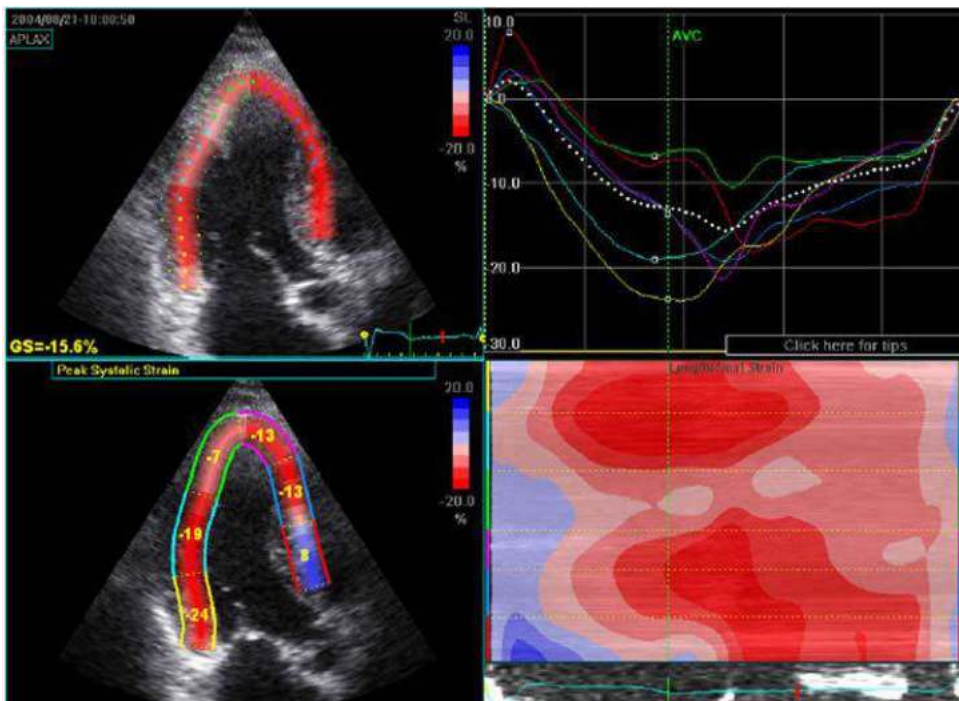 2004/08/21-10:00:50
APLAX
SL
20.0
-20.0
%
GS=-15.6%
10.0
AVC
10.0
20.0
30.0
Click here for tips
Peak Systolic Strain
20.0
-20.0
%
-13
-7
-13
-19
8
-24
Longitudinal Strain